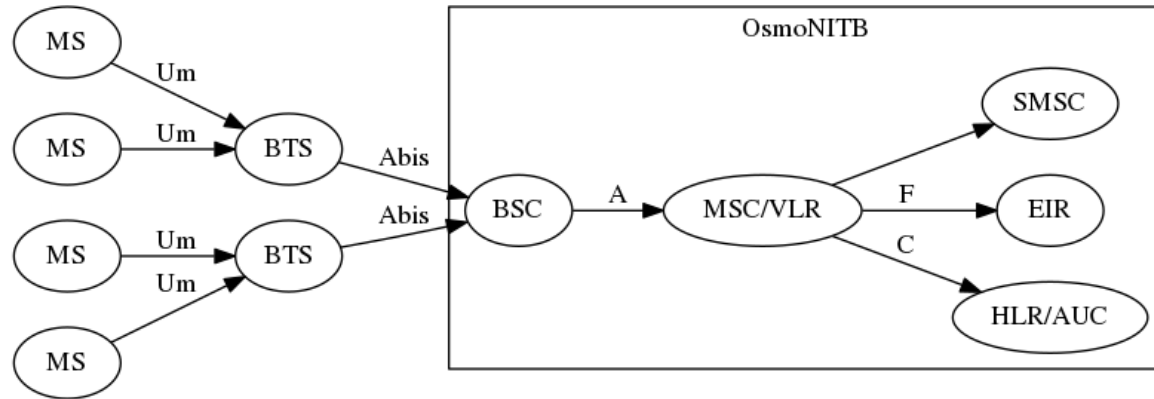 OsmoNITB
MS
Um
MS
Um
BTS
Abis
MS
Um
BTS
Abis
MS
Um
BSC
A
MSC/VLR
SMSC
F
EIR
C
HLR/AUC